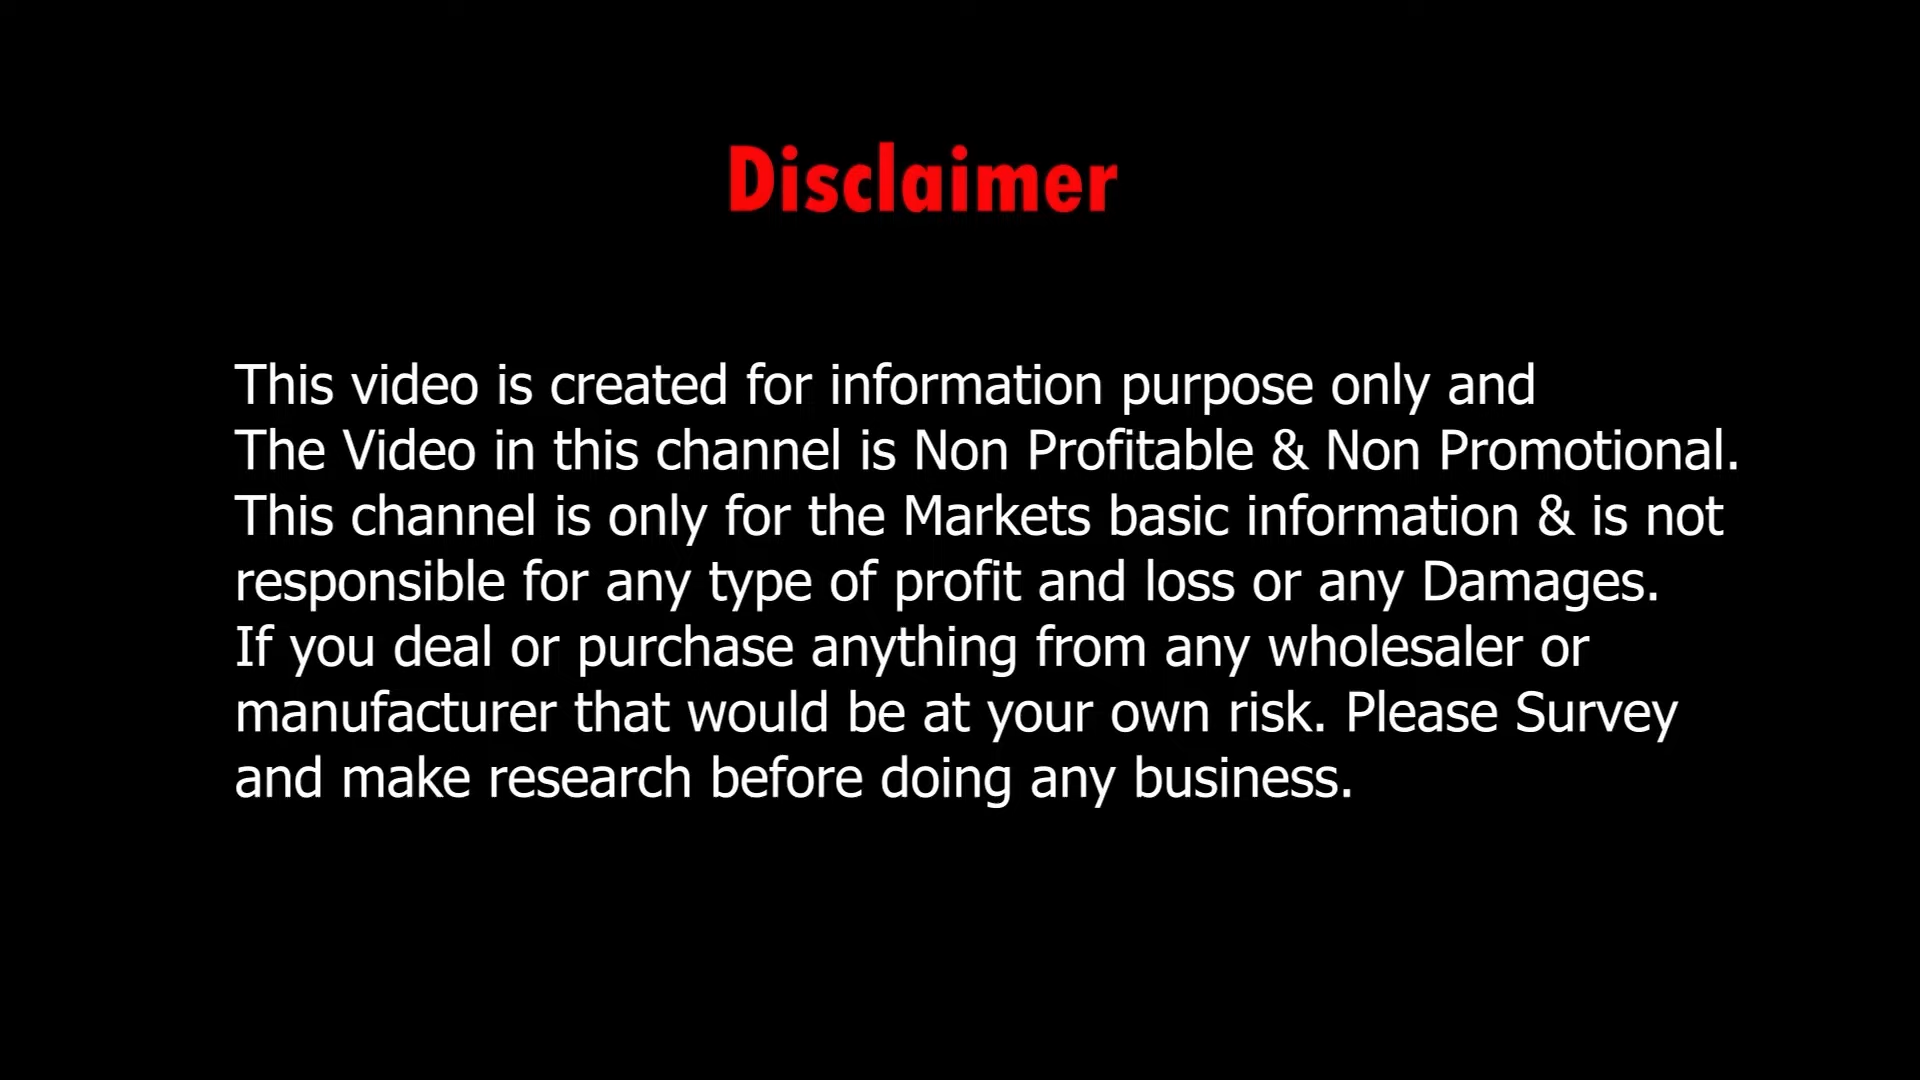 Disclaimer
This video is created for information purpose only and
The Video in this channel is Non Profitable & Non Promotional.
This channel is only for the Markets basic information & is not
responsible for any type of profit and loss or any Damages.
If you deal or purchase anything from any wholesaler or
manufacturer that would be at your own risk. Please Survey
and make research before doing any business.